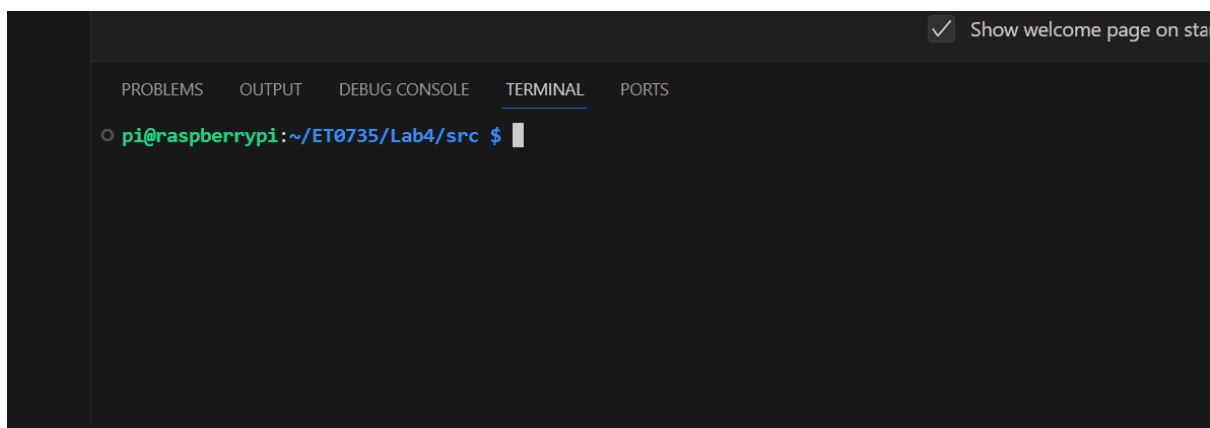 Show welcome page on sta
PROBLEMS OUTPUT DEBUG CONSOLE TERMINAL PORTS
pi@raspberrypi:~/ET0735/Lab4/src $